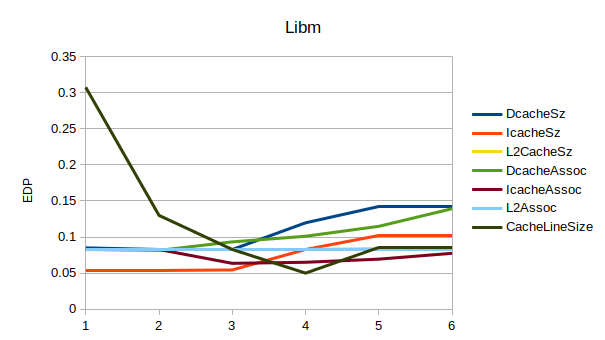 Libm
0.35
0.3
0.25
0.2
0.15
0.1
0.05
0
EDP
1 2 3 4 5 6
DcacheSz
IcacheSz
L2CacheSz
DcacheAssoc
IcacheAssoc
L2Assoc
CacheLineSize